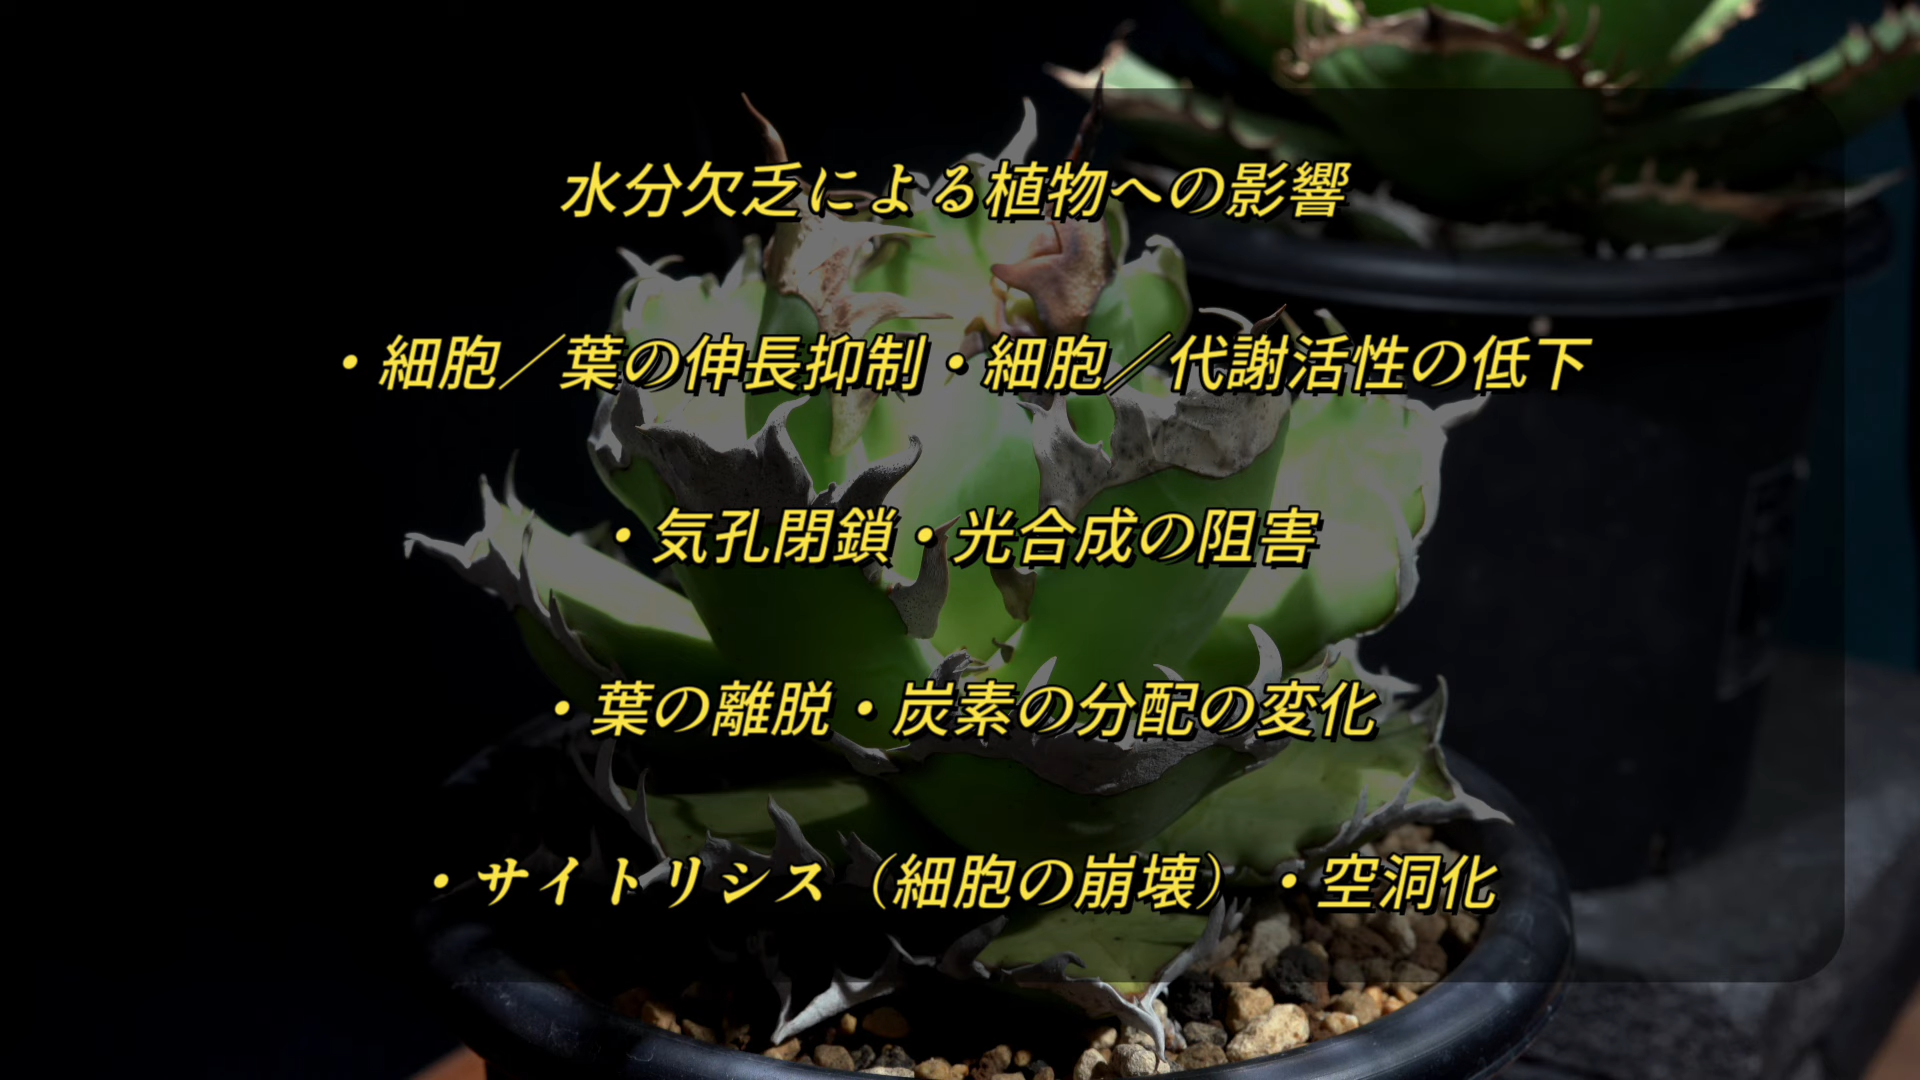 水分欠乏による植物への影響
・細胞／葉の伸長抑制・細胞／代謝活性の低下
・気孔閉鎖・光合成の阻害
・葉の離脱・炭素の分配の変化
・サイトリシス（細胞の崩壊）・空洞化